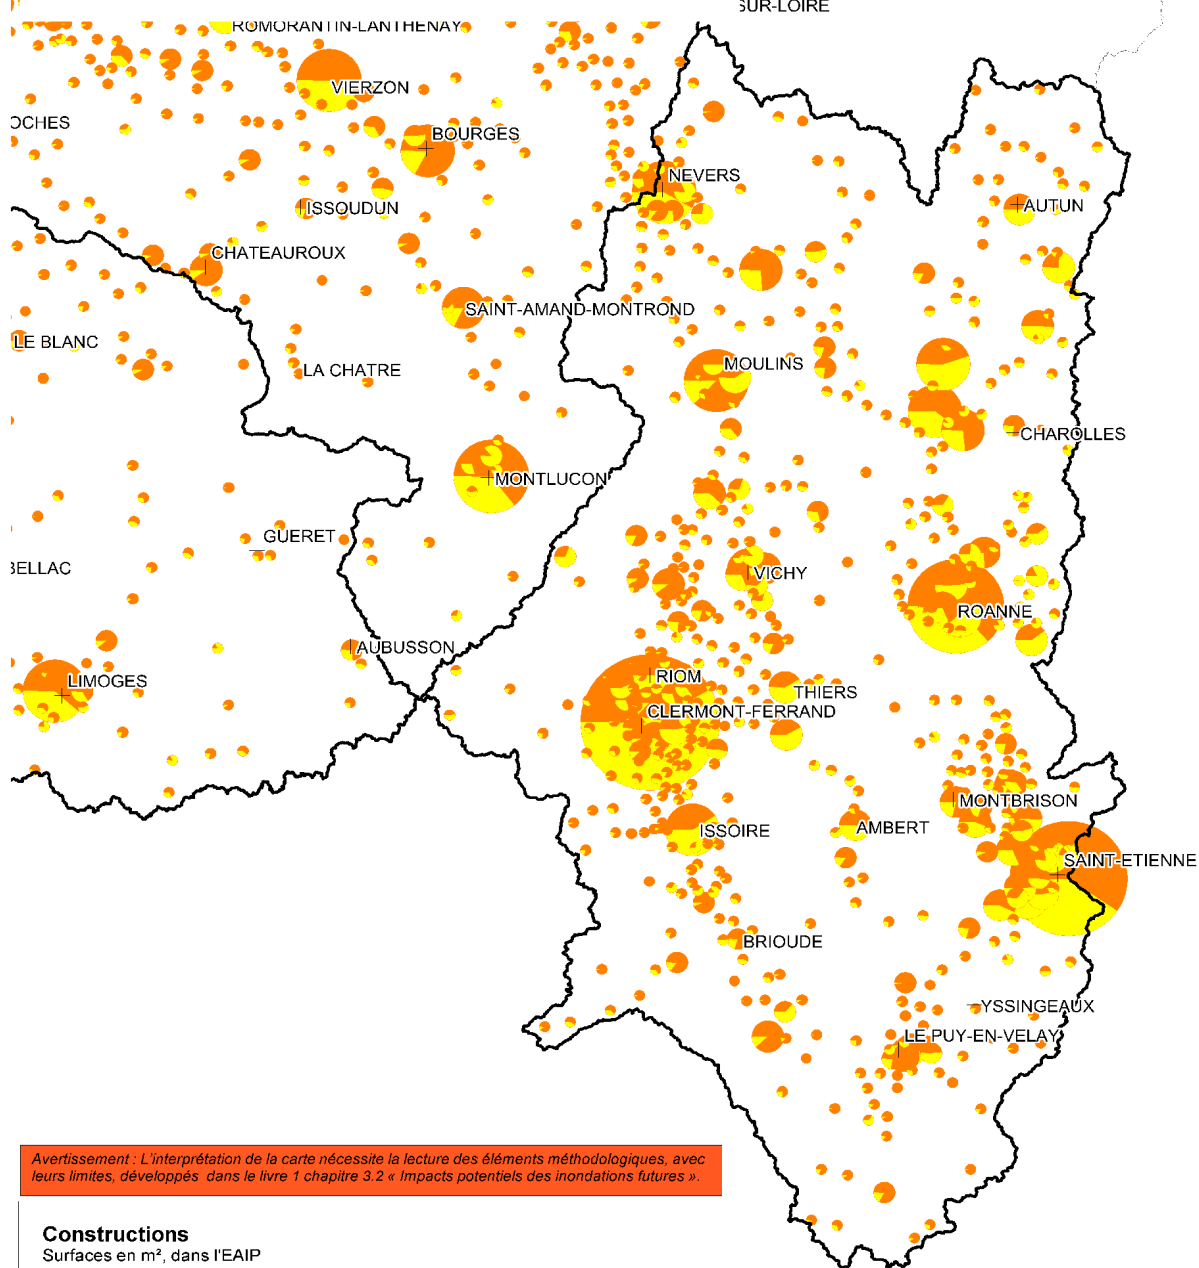 SUR-LOIRE
ROMORANTIN-LANTHENAY
VIERZON
OCHES
BOURGES
NEVERS
ISSOUDUN
AUTUN
CHATEAUROUX
SAINT-AMAND-MONTROND
LE BLANC
LA CHATRE
MOULINS
CHAROLLES
MONTLUCON
GUERET
BELLAC
VICHY
ROANNE
AUBUSSON
LIMOGES
RIOM
THIERS
CLERMONT-FERRAND
MONTBRISON
ISSOIRE
AMBERT
SAINT-ETIENNE
BRIOUDE
YSSINGEAUX
LE PUY-EN-VELAY
Avertissement : L'interprétation de la carte nécessite la lecture des éléments méthodologiques, avec
leurs limites, développés dans le livre 1 chapitre 3.2 « Impacts potentiels des inondations futures ».
Constructions
Surfaces en m², dans l'EAIP